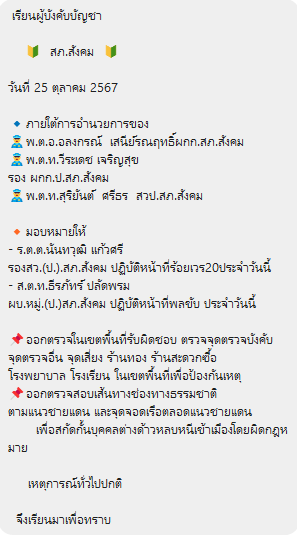 เรียนผู้บังคับบัญชา
🔰 สภ.สังคม 🔰
วันที่ 25 ตุลาคม 2567
🔹ภายใต้การอำนวยการของ
👮พ.ต.อ.อลงกรณ์ เสนีย์รณฤทธิ์ผกก.สภ.สังคม
👮พ.ต.ท.วีระเดช เจริญสุข
รอง ผกก.ป.สภ.สังคม
👮พ.ต.ท.สุริยันต์ ศรีธร สวป.สภ.สังคม
🔸มอบหมายให้
- ร.ต.ต.นันทวุฒิ แก้วศรี
รองสว.(ป.).สภ.สังคม ปฏิบัติหน้าที่ร้อยเวร20ประจำวันนี้
- ส.ต.ท.ธีรภัทร์ ปลัดพรม
ผบ.หมู่.(ป.)สภ.สังคม ปฏิบัติหน้าที่พลขับ ประจำวันนี้
📌ออกตรวจในเขตพื้นที่รับผิดชอบ ตรวจจุดตรวจบังคับ
จุดตรวจอื่น จุดเสี่ยง ร้านทอง ร้านสะดวกซื้อ
โรงพยาบาล โรงเรียน ในเขตพื้นที่เพื่อป้องกันเหตุ
📌ออกตรวจสอบเส้นทางช่องทางธรรมชาติ
ตามแนวชายแดน และจุดจอดเรือตลอดแนวชายแดน
เพื่อสกัดกั้นบุคคลต่างด้าวหลบหนีเข้าเมืองโดยผิดกฎห
มาย
เหตุการณ์ทั่วไปปกติ
จึงเรียนมาเพื่อทราบ